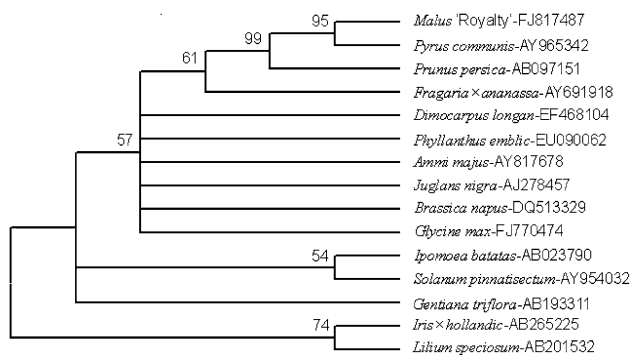 95
Malus 'Royalty'-FJ817487
99
Pyrus communis-AY965342
61
Prunus persica-AB097151
Fragaria×ananassa-AY691918
Dimocarpus longan-EF468104
57
Phyllanthus emblic-EU090062
Ammi majus-AY817678
Juglans nigra-AJ278457
Brassica napus-DQ513329
Glycine max-FJ770474
54
Ipomoea batatas-AB023790
Solanum pinnatisectum-AY954032
Gentiana triflora-AB193311
74
Iris×hollandic-AB265225
Lilium speciosum-AB201532